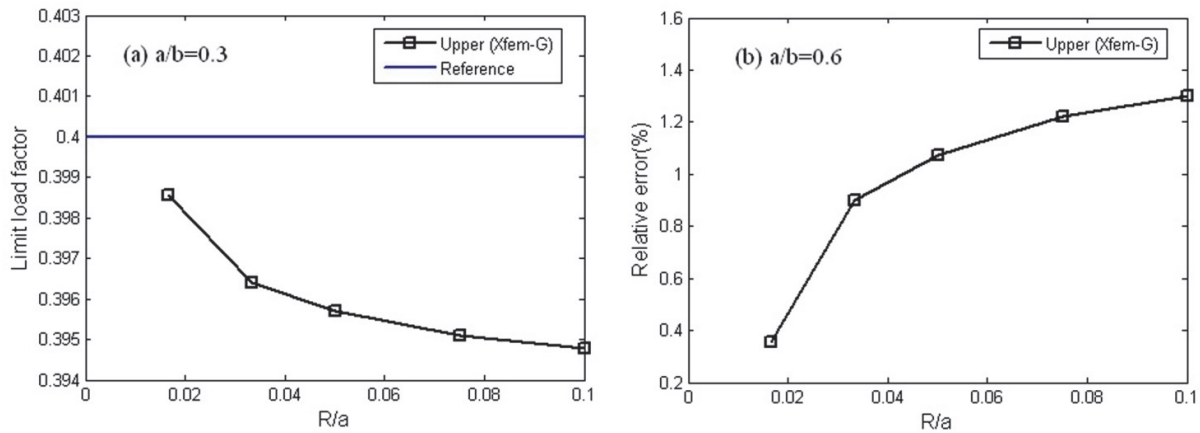 0.403
0.402
0.401
0.4
0.399
0.398
0.397
0.396
0.395
0.394
Limit load factor
(a) a/b=0.3
Upper (Xfem-G)
Reference
0 0.02 0.04 0.06 0.08 0.1
R/a
1.6
1.4
1.2
1
0.8
0.6
0.4
0.2
Relative error(%)
(b) a/b=0.6
Upper (Xfem-G)
0 0.02 0.04 0.06 0.08 0.1
R/a